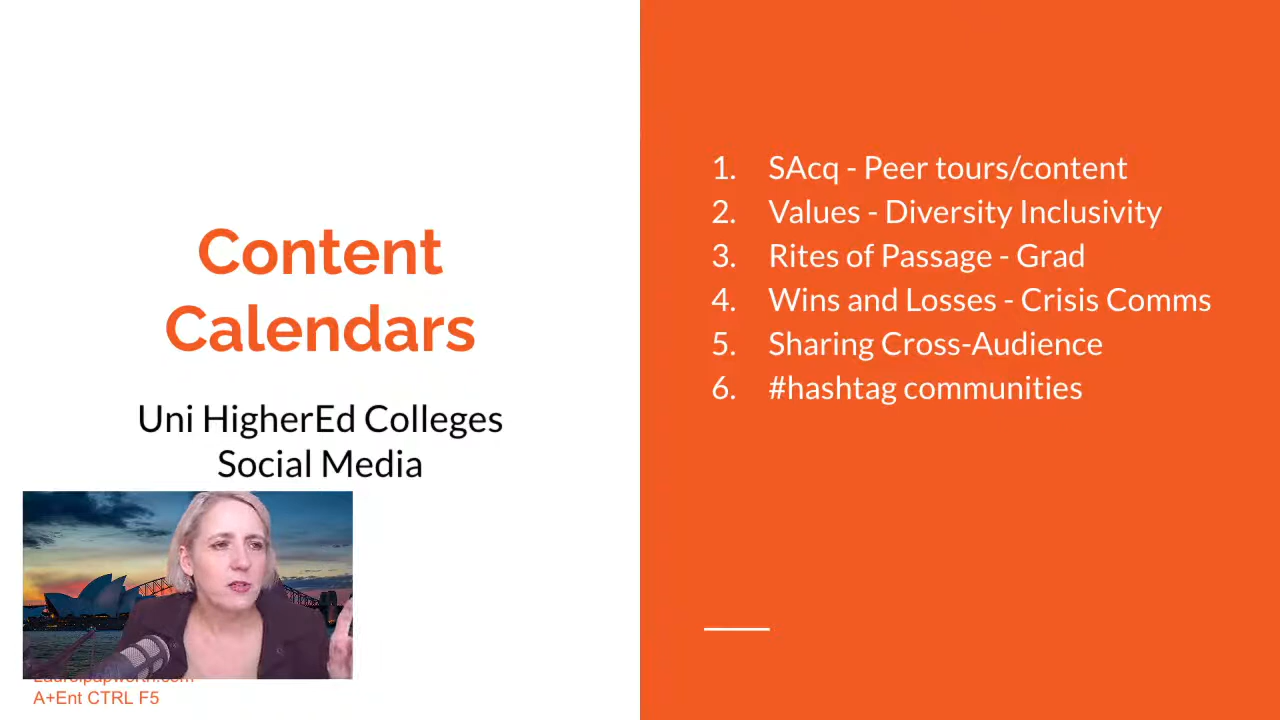 Content
Calendars
Uni HigherEd Colleges
Social Media
1. SAcq - Peer tours/content
2. Values - Diversity Inclusivity
3. Rites of Passage - Grad
4. Wins and Losses - Crisis Comms
5. Sharing Cross-Audience
6. #hashtag communities
A+Ent CTRL F5